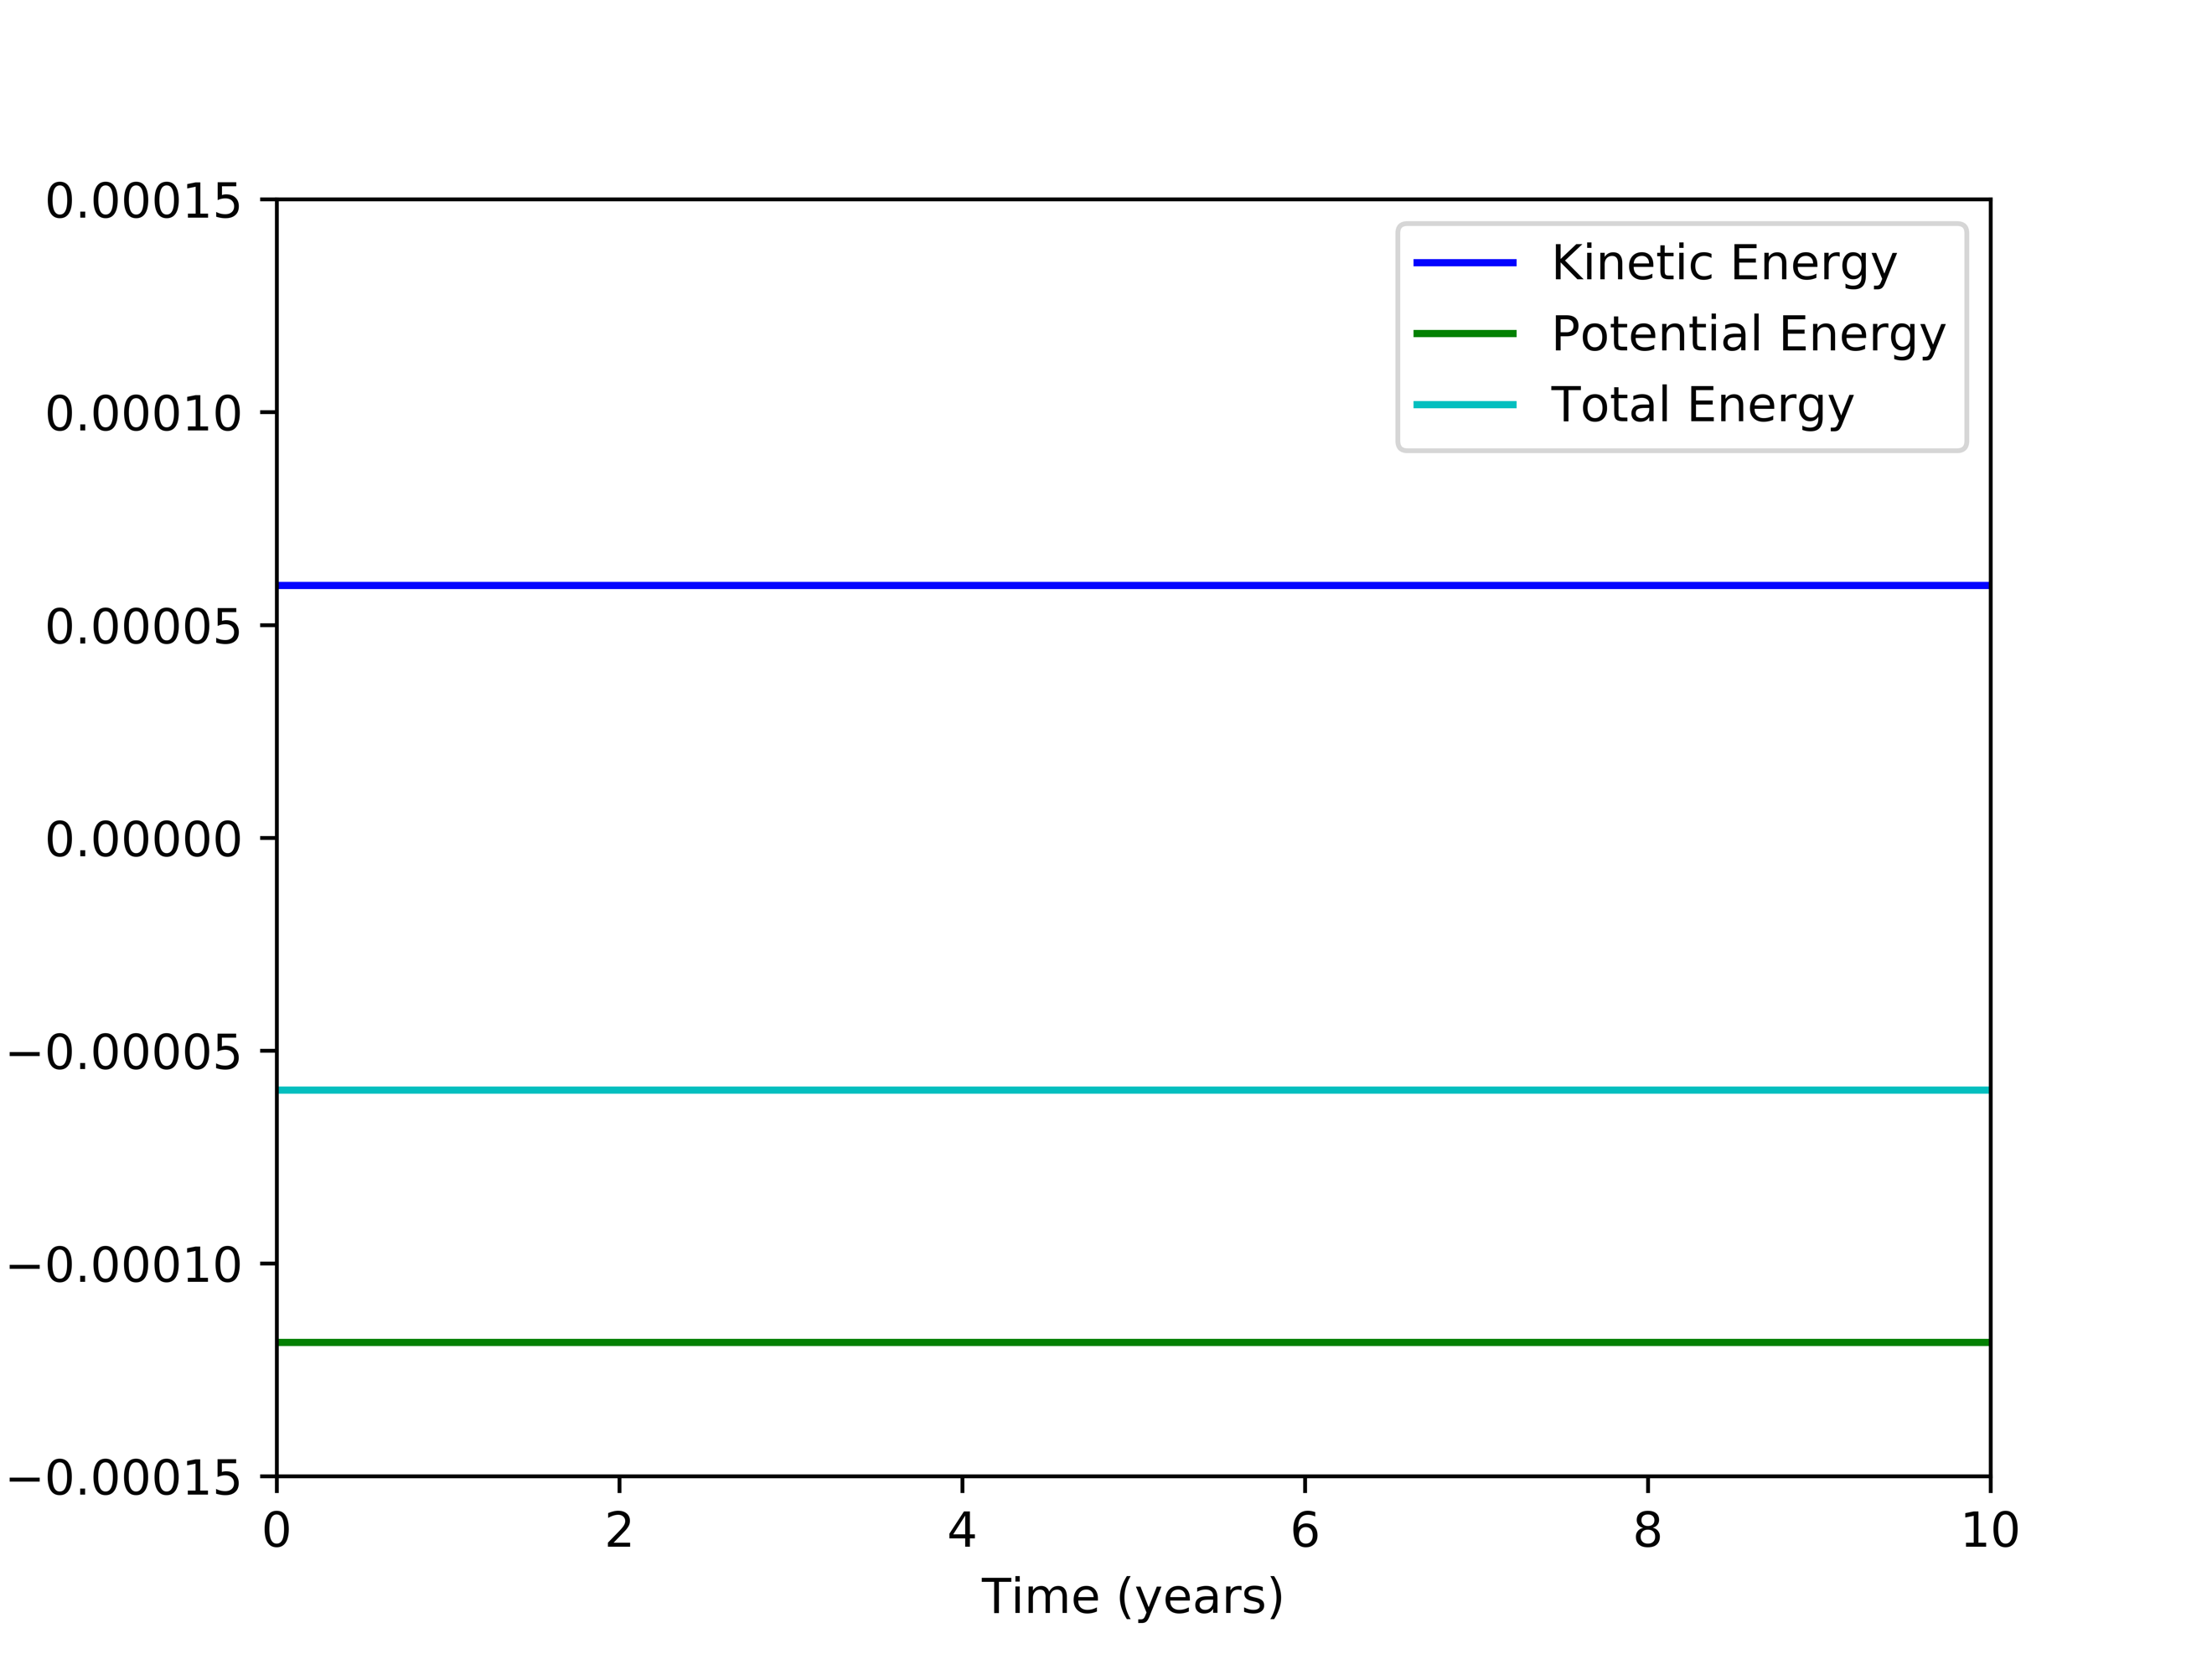 0.00015
0.00010
0.00005
0.00000
−0.00005
−0.00010
−0.00015
Kinetic Energy
Potential Energy
Total Energy
0 2 4 6 8 10
Time (years)